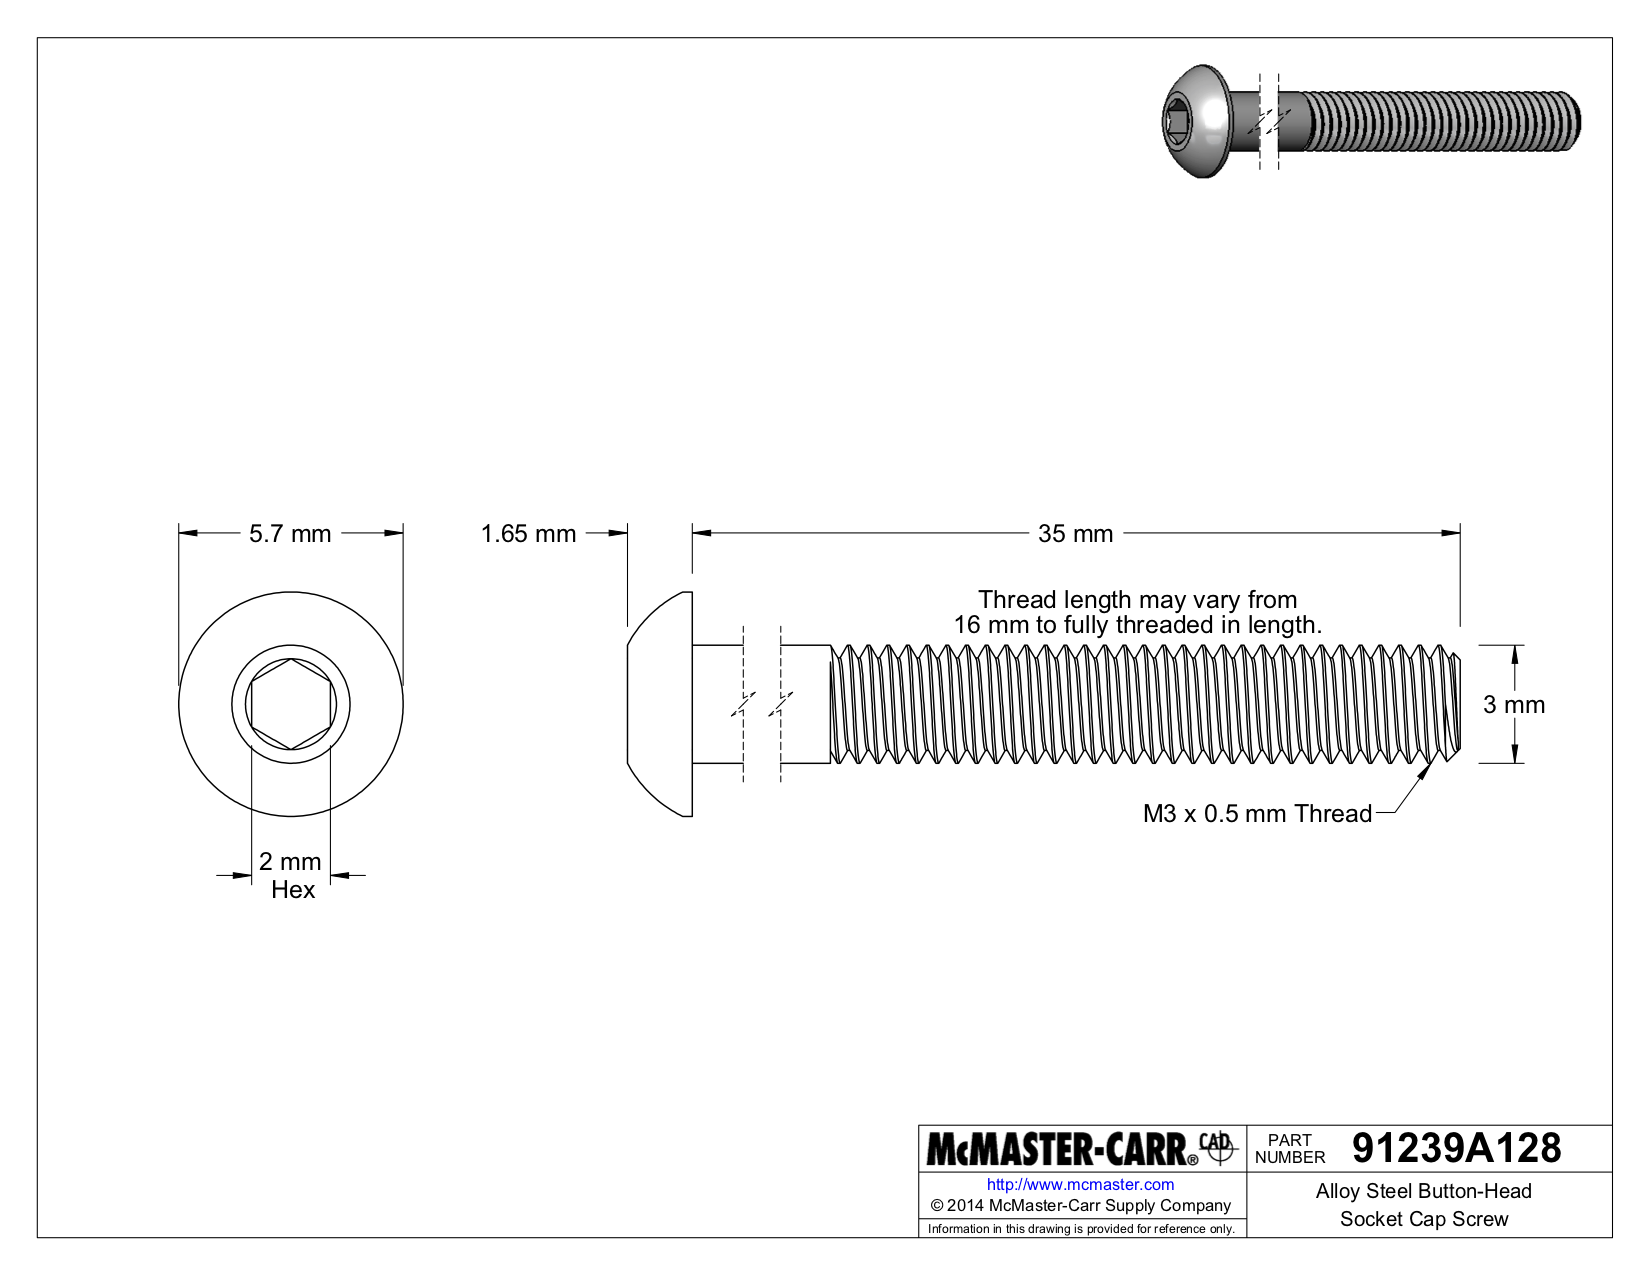 5.7 mm
1.65 mm
35 mm
Thread length may vary from
16 mm to fully threaded in length.
3 mm
M3 x 0.5 mm Thread
2 mm
Hex
McMASTER-CARR® CAD
http://www.mcmaster.com
© 2014 McMaster-Carr Supply Company
Information in this drawing is provided for reference only.
PART
NUMBER
91239A128
Alloy Steel Button-Head
Socket Cap Screw